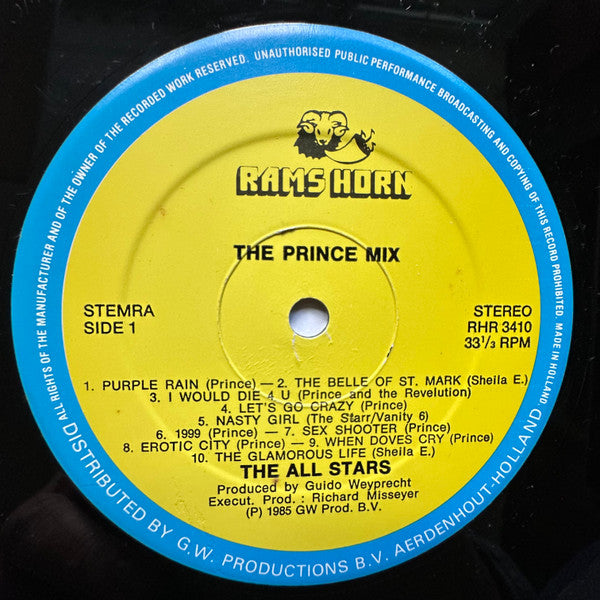 ALL RIGHTS OF THE MANUFACTURER AND OF THE OWNER OF THE RECORDED WORK RESERVED. UNAUTHORISED PUBLIC PERFORMANCE BROADCASTING AND COPYING OF THIS RECORD PROHIBITED. MADE IN HOLLAND
RAMS HORN
THE PRINCE MIX
STEMRA
SIDE 1
STEREO
RHR 3410
33 1/3 RPM
1. PURPLE RAIN (Prince) — 2. THE BELLE OF ST. MARK (Sheila E.)
3. I WOULD DIE 4 U (Prince and the Revelution)
4. LET'S GO CRAZY (Prince)
5. NASTY GIRL (The Starr/Vanity 6)
6. 1999 (Prince) — 7. SEX SHOOTER (Prince)
8. EROTIC CITY (P) — 9. WHEN DOVES CRY (Prince)
10. THE GLAMOROUS LIFE (Sheila E.)
THE ALL STARS
Produced by Guido Weyprecht
Execut. Prod. : Richard Misseyer
(P) 1985 GW Prod. B.V.
DISTRIBUTED BY G.W. PRODUCTIONS B.V. AERDENHOUT-HOLLAND